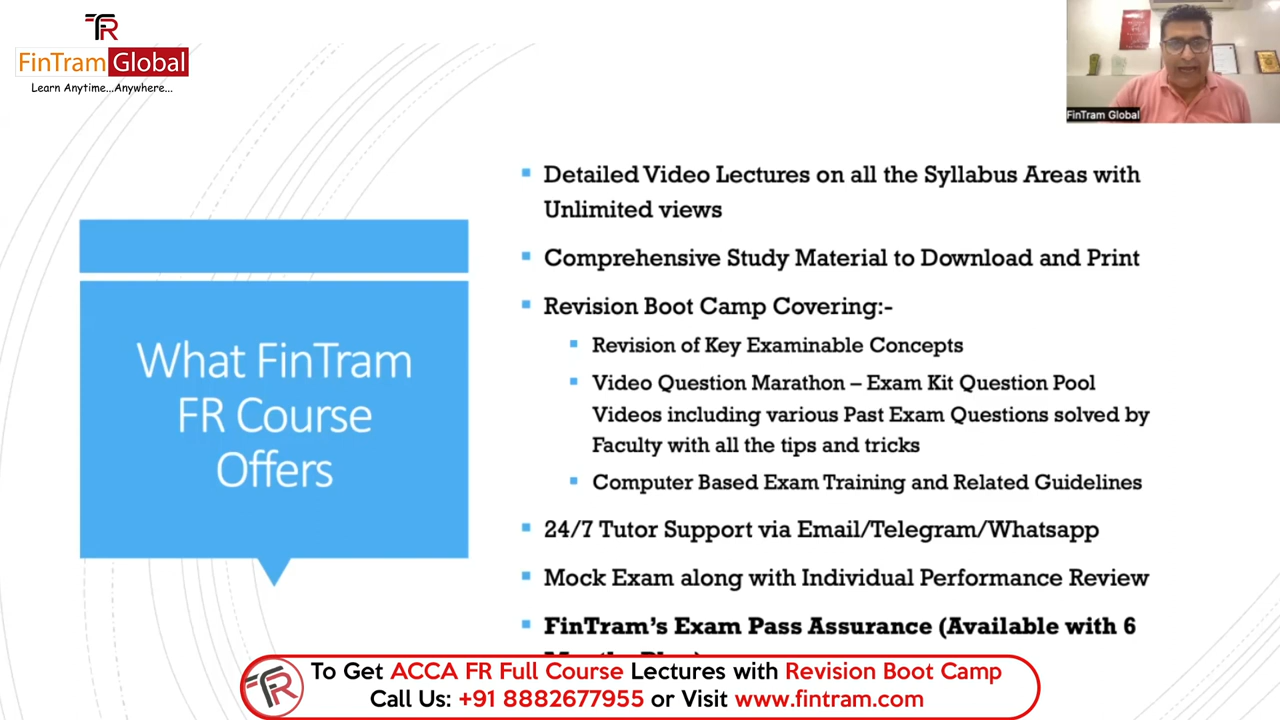 FR
FinTram Global
Learn Anytime...Anywhere...
FinTram Global
What FinTram
FR Course
Offers
Detailed Video Lectures on all the Syllabus Areas with
Unlimited views
Comprehensive Study Material to Download and Print
Revision Boot Camp Covering:-
Revision of Key Examinable Concepts
Video Question Marathon – Exam Kit Question Pool
Videos including various Past Exam Questions solved by
Faculty with all the tips and tricks
Computer Based Exam Training and Related Guidelines
24/7 Tutor Support via Email/Telegram/Whatsapp
Mock Exam along with Individual Performance Review
FinTram's Exam Pass Assurance (Available with 6
FR
To Get ACCA FR Full Course Lectures with Revision Boot Camp
Call Us: +91 8882677955 or Visit www.fintram.com